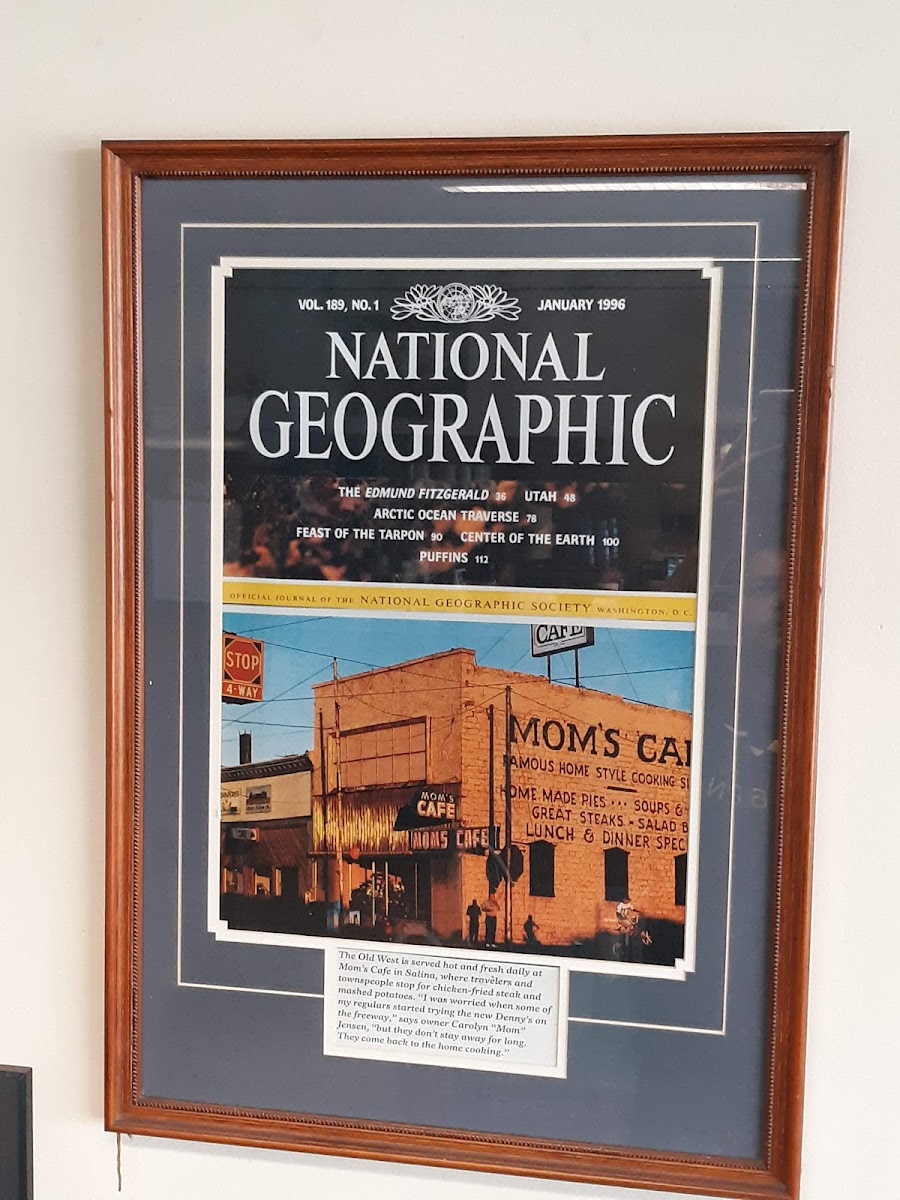 VOL. 189, NO. 1
JANUARY 1996
NATIONAL
GEOGRAPHIC
THE EDMUND FITZGERALD 36 UTAH 48
ARCTIC OCEAN TRAVERSE 78
FEAST OF THE TARPON 90 CENTER OF THE EARTH 100
PUFFINS 112
OFFICIAL JOURNAL OF THE NATIONAL GEOGRAPHIC SOCIETY WASHINGTON, D.C.
CAFE
STOP
4-WAY
MOM'S CA
FAMOUS HOME STYLE COOKING
HOME MADE PIES ••• SOUPS &
GREAT STEAKS • SALAD B
LUNCH & DINNER SPEC
MOM'S
CAFE
MOM'S CAFE
The Old West is served hot and fresh daily at
Mom's Cafe in Salina, where travelers and
townspeople stop for chicken-fried steak and
mashed potatoes. "I was worried when some of
my regulars started trying the new Denny's on
the freeway," says owner Carolyn "Mom"
Jensen, "but they don't stay away for long.
They come back to the home cooking."